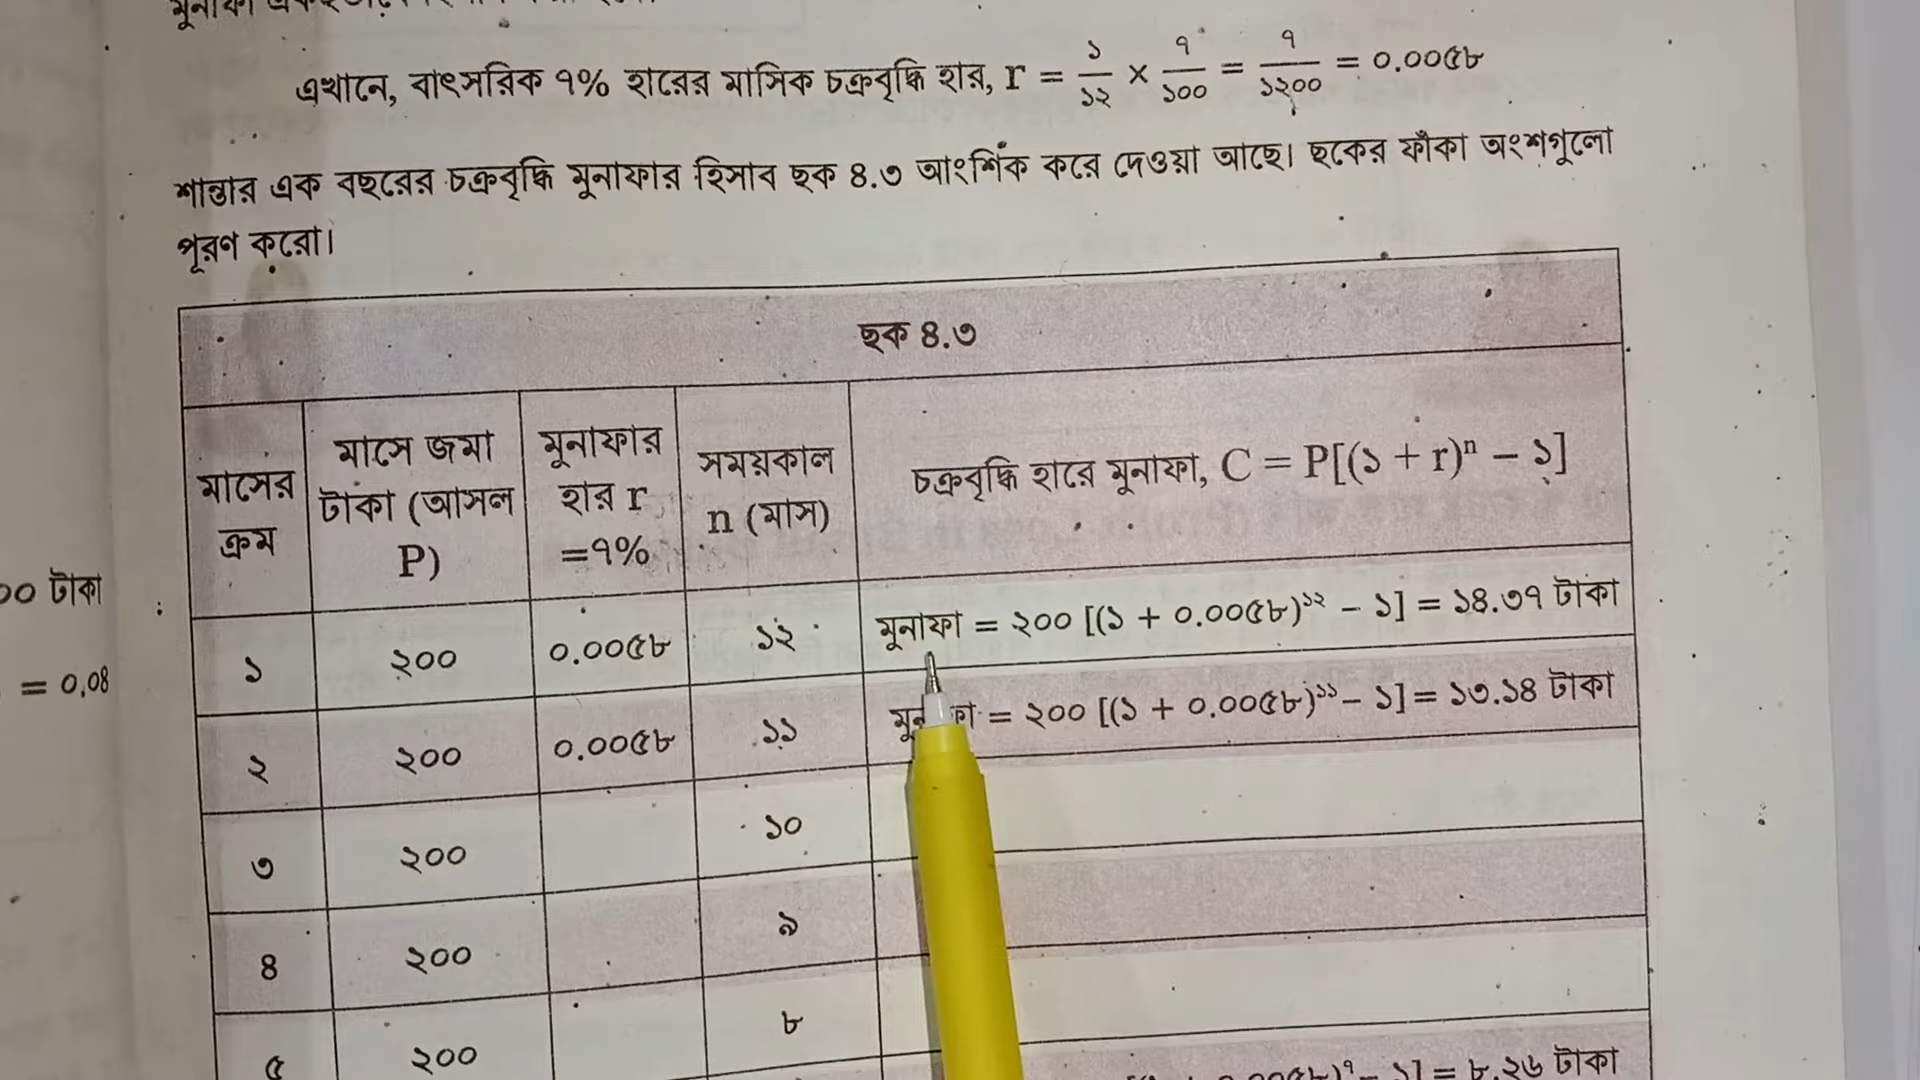 এখানে, বাৎসরিক ৭% হারের মাসিক চক্রবৃদ্ধি হার, r = ১/১২ × ৭/১০০ = ৭/১২০০ = ০.০০৫৮
শান্তার এক বছরের চক্রবৃদ্ধি মুনাফার হিসাব ছক ৪.৩ আংশিক করে দেওয়া আছে। ছকের ফাঁকা অংশগুলো
পূরণ করো।
ছক ৪.৩
মাসের ক্রম মাসে জমা টাকা (আসল P) মুনাফার হার r =৭% সময়কাল n (মাস) চক্রবৃদ্ধি হারে মুনাফা, C = P[(১ + r)ⁿ – ১]
১ ২০০ ০.০০৫৮ ১২ মুনাফা = ২০০ [(১ + ০.০০৫৮)¹² – ১] = ১৪.৩৭ টাকা
২ ২০০ ০.০০৫৮ ১১ = ২০০ [(১ + ০.০০৫৮)¹¹ – ১] = ১৩.১৪ টাকা
৩ ২০০ ১০
৪ ২০০ ৯
৫ ২০০ ৮
– ১] = ৮.২৬ টাকা
টাকা
= 0,08